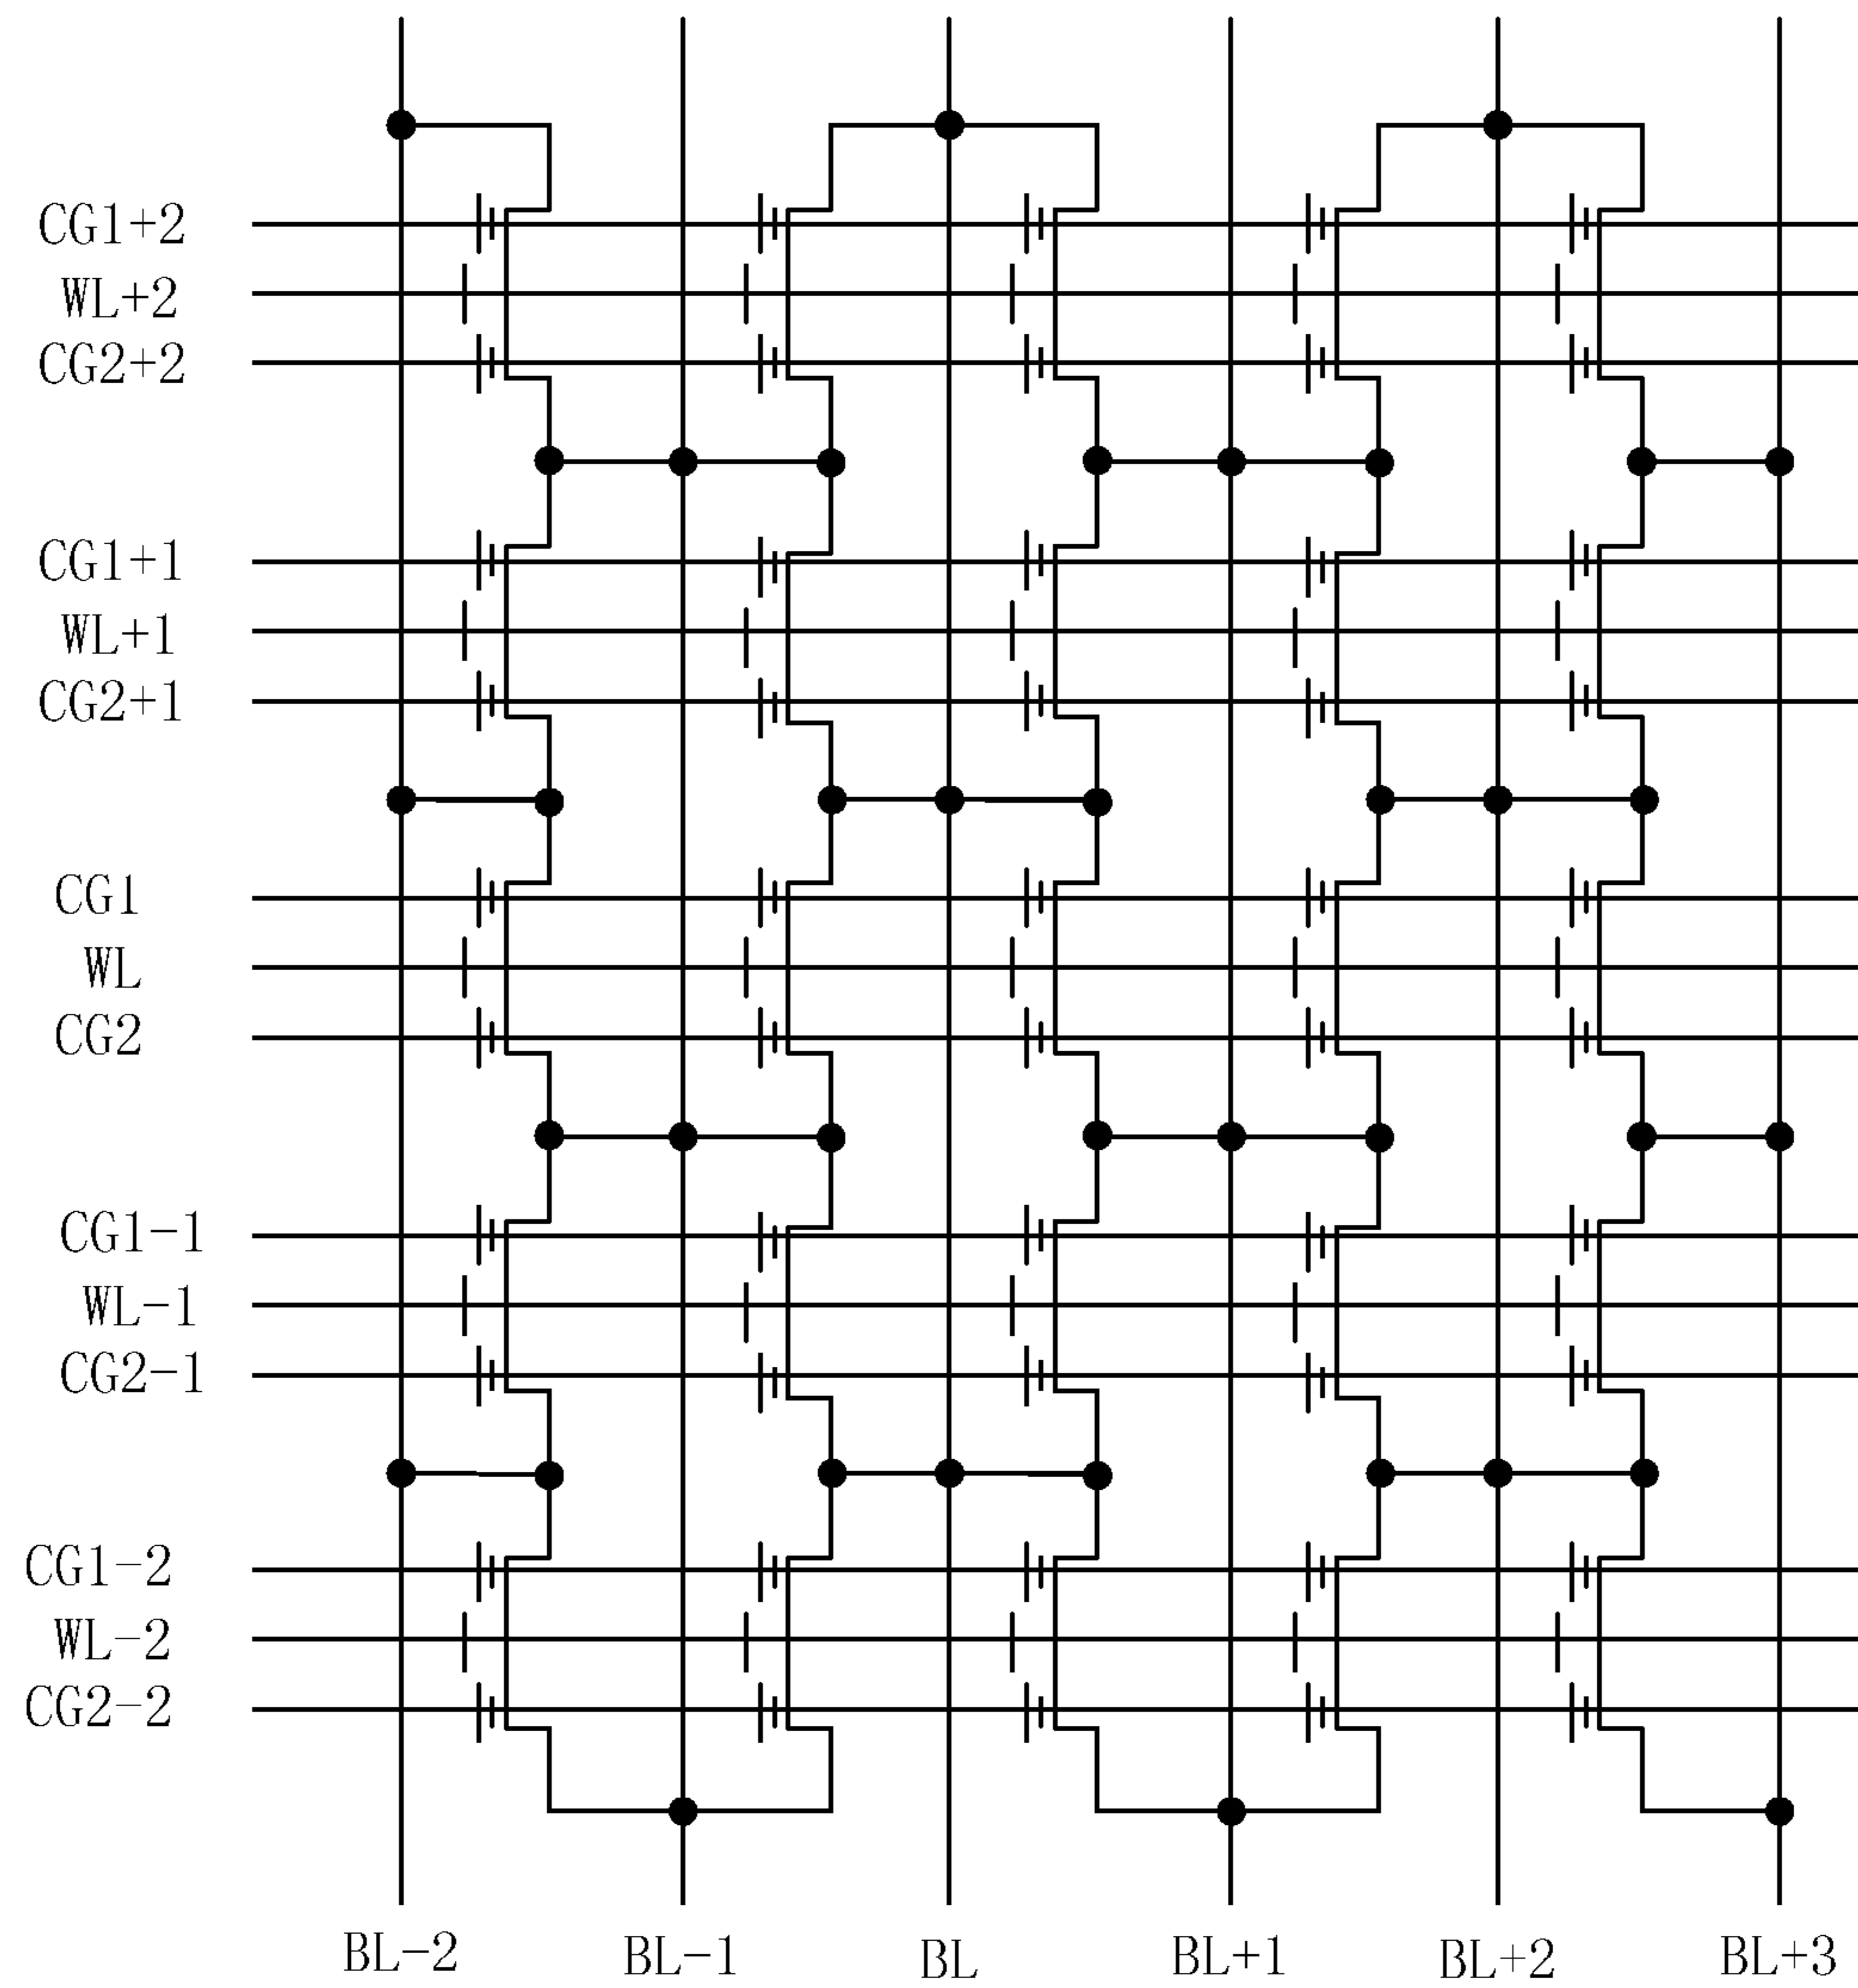 CG1+2
WL+2
CG2+2
CG1+1
WL+1
CG2+1
CG1
WL
CG2
CG1-1
WL-1
CG2-1
CG1-2
WL-2
CG2-2
BL-2 BL-1 BL BL+1 BL+2 BL+3